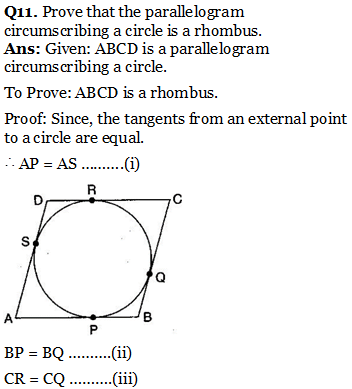 Q11. Prove that the parallelogram
circumscribing a circle is a rhombus.
Ans: Given: ABCD is a parallelogram
circumscribing a circle.
To Prove: ABCD is a rhombus.
Proof: Since, the tangents from an external point
to a circle are equal.
∴ AP = AS ..........(i)
R
D
C
S
Q
A
B
P
BP = BQ ..........(ii)
CR = CQ ..........(iii)